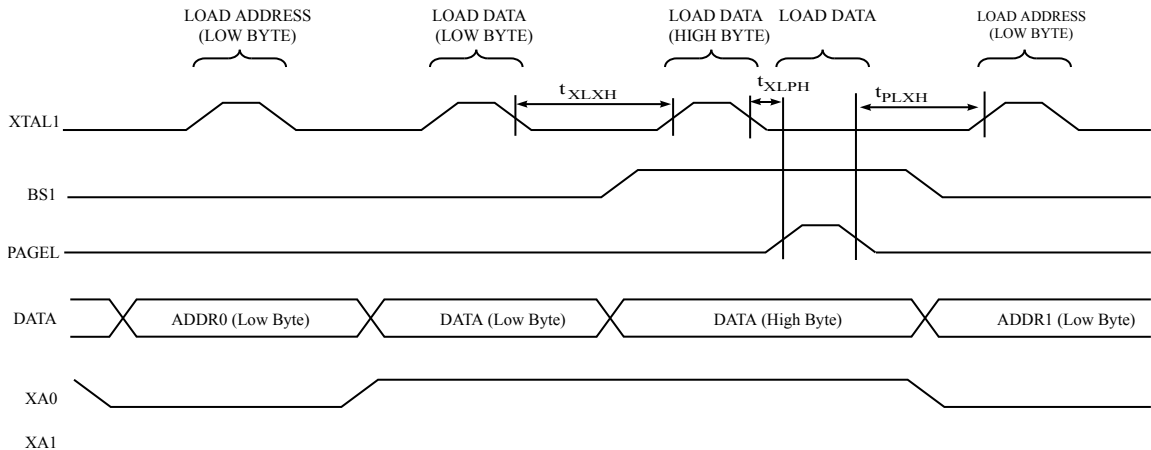 LOAD ADDRESS
(LOW BYTE)
LOAD DATA
(LOW BYTE)
LOAD DATA
(HIGH BYTE)
LOAD DATA
LOAD ADDRESS
(LOW BYTE)
XTAL1
t XLXH
tXLPH
tPLXH
BS1
PAGEL
DATA
ADDR0 (Low Byte)
DATA (Low Byte)
DATA (High Byte)
ADDR1 (Low Byte)
XA0
XA1